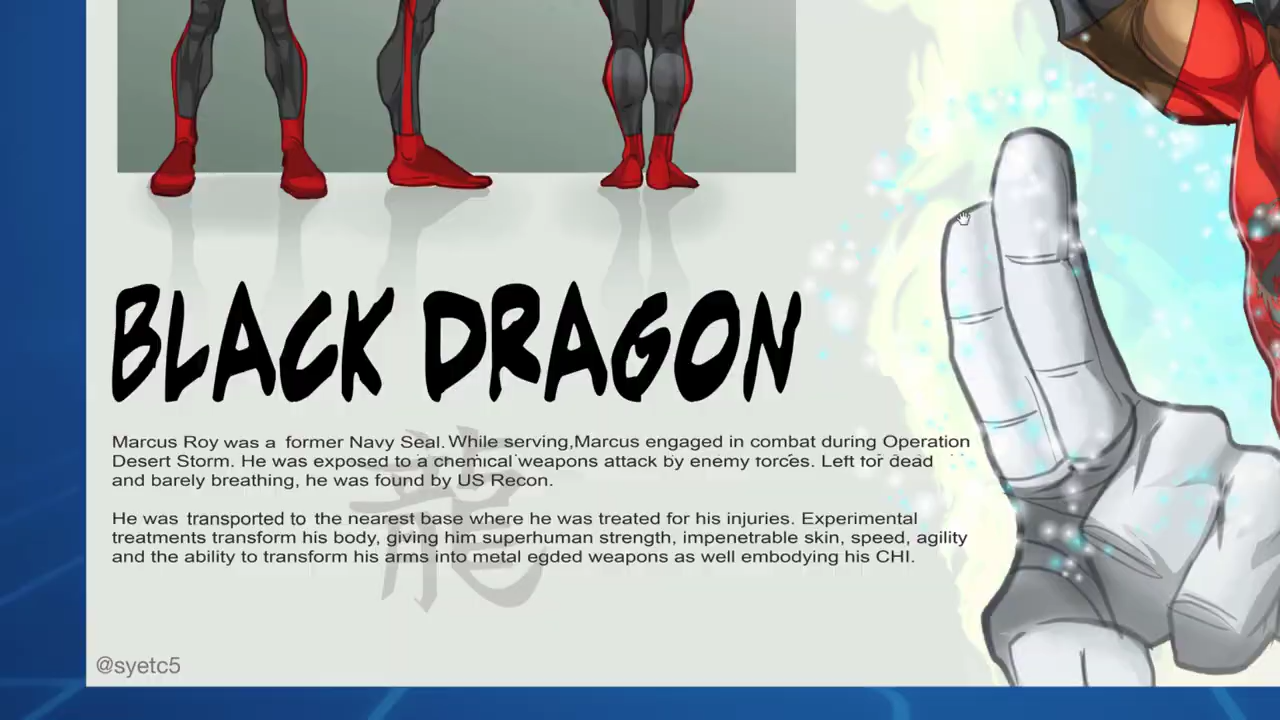 BLACK DRAGON
Marcus Roy was a former Navy Seal. While serving,Marcus engaged in combat during Operation
Desert Storm. He was exposed to a chemical weapons attack by enemy forces. Left for dead
and barely breathing, he was found by US Recon.
He was transported to the nearest base where he was treated for his injuries. Experimental
treatments transform his body, giving him superhuman strength, impenetrable skin, speed, agility
and the ability to transform his arms into metal egded weapons as well embodying his CHI.
龍
@syetc5